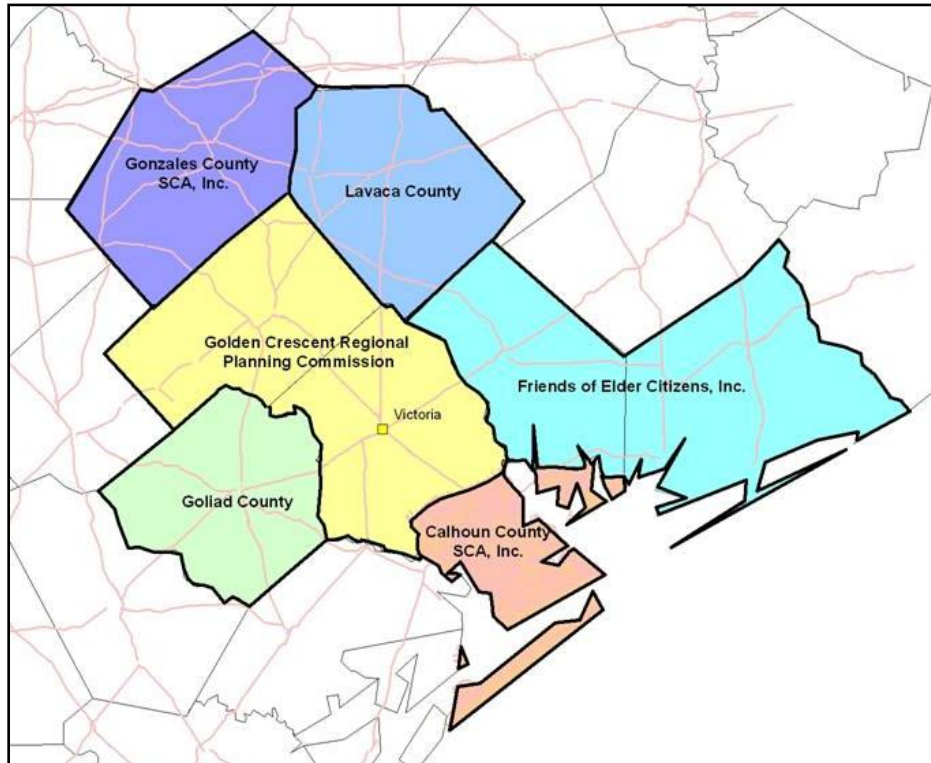 Gonzales County
SCA, Inc.
Lavaca County
Golden Crescent Regional
Planning Commission
Friends of Elder Citizens, Inc.
Victoria
Goliad County
Calhoun County
SCA, Inc.